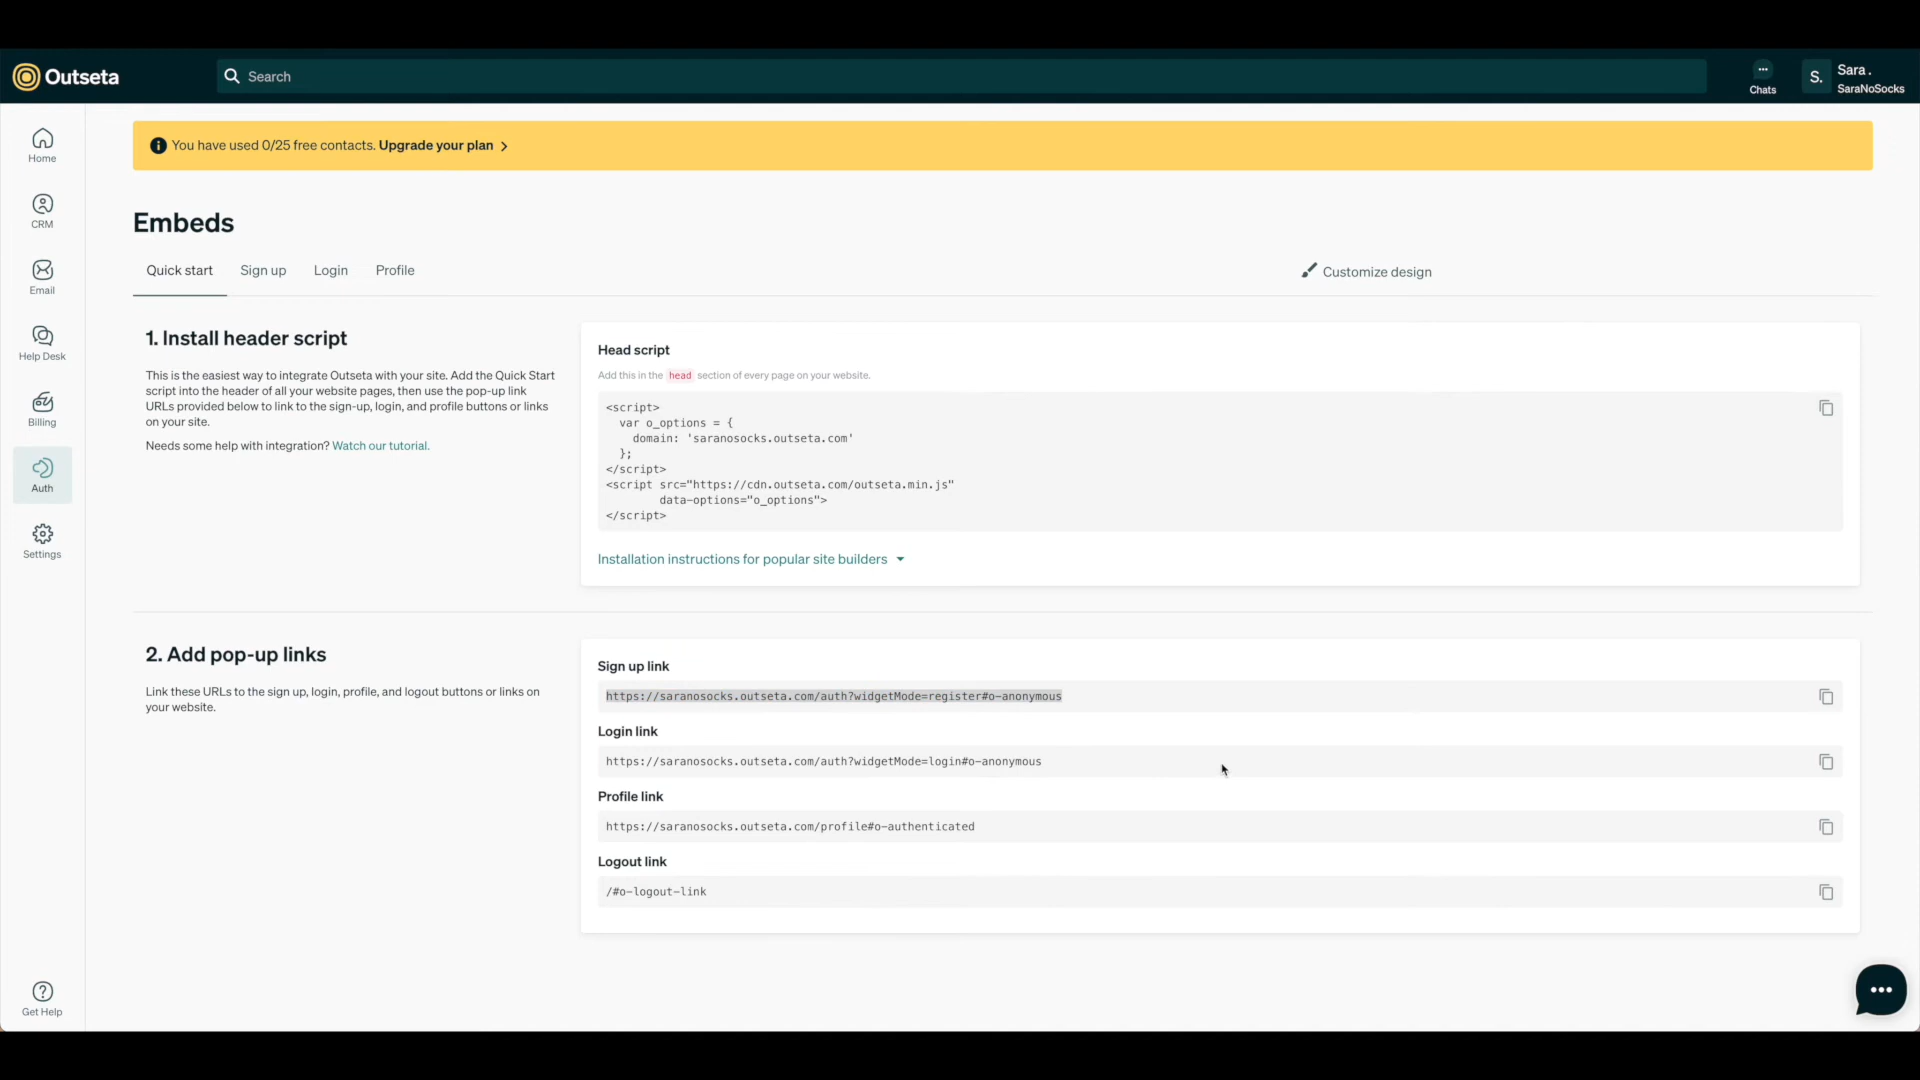 Outseta
Search
Chats
S.
Sara .
SaraNoSocks
Home
CRM
Email
Help Desk
Billing
Auth
Settings
Get Help
You have used 0/25 free contacts. Upgrade your plan
Embeds
Quick start
Sign up
Login
Profile
Customize design
1. Install header script
This is the easiest way to integrate Outseta with your site. Add the Quick Start
script into the header of all your website pages, then use the pop-up link
URLs provided below to link to the sign-up, login, and profile buttons or links
on your site.
Needs some help with integration? Watch our tutorial.
Head script
Add this in the head section of every page on your website.
<script>
  var o_options = {
    domain: 'saranosocks.outseta.com'
  };
</script>
<script src="https://cdn.outseta.com/outseta.min.js"
        data-options="o_options">
</script>
Installation instructions for popular site builders
2. Add pop-up links
Link these URLs to the sign up, login, profile, and logout buttons or links on
your website.
Sign up link
https://saranosocks.outseta.com/auth?widgetMode=register#o-anonymous
Login link
https://saranosocks.outseta.com/auth?widgetMode=login#o-anonymous
Profile link
https://saranosocks.outseta.com/profile#o-authenticated
Logout link
/#o-logout-link